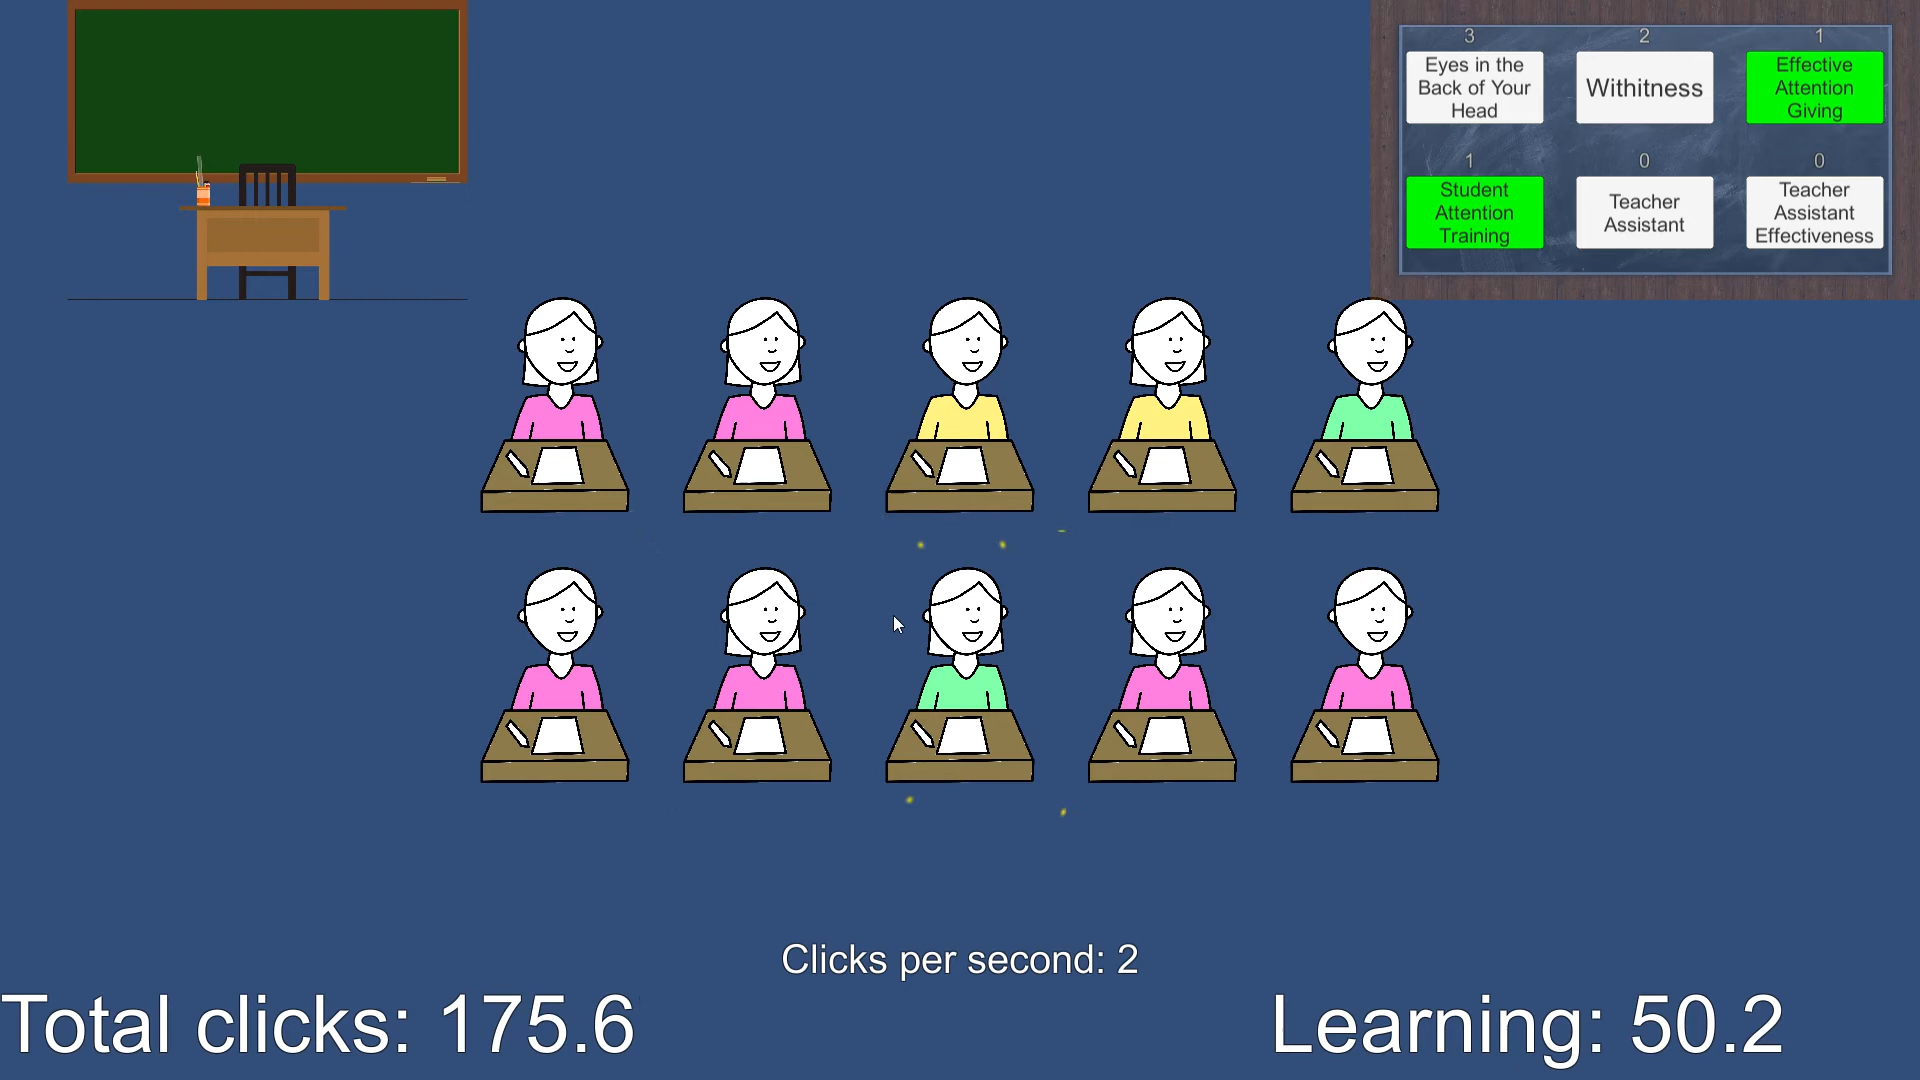 3
2
1
Eyes in the
Back of Your
Head
Withitness
Effective
Attention
Giving
1
0
0
Student
Attention
Training
Teacher
Assistant
Teacher
Assistant
Effectiveness
Clicks per second: 2
Total clicks: 175.6
Learning: 50.2